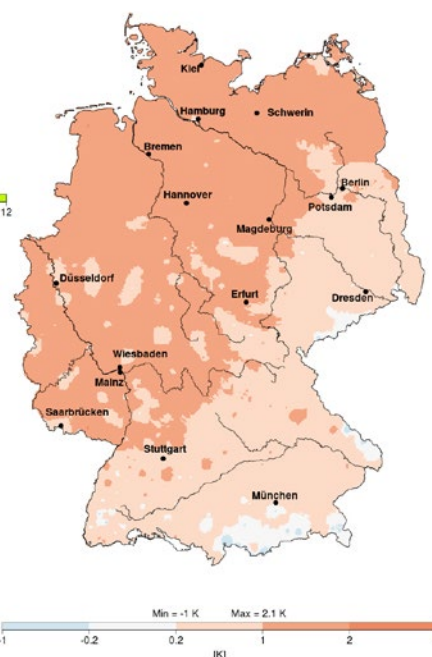 Kiel
Hamburg
Schwerin
Bremen
Berlin
12
Hannover
Potsdam
Magdeburg
Düsseldorf
Erfurt
Dresden
Wiesbaden
Mainz
Saarbrücken
Stuttgart
München
Min = -1 K Max = 2.1 K
-1 -0.2 0.2 1 2
[K]